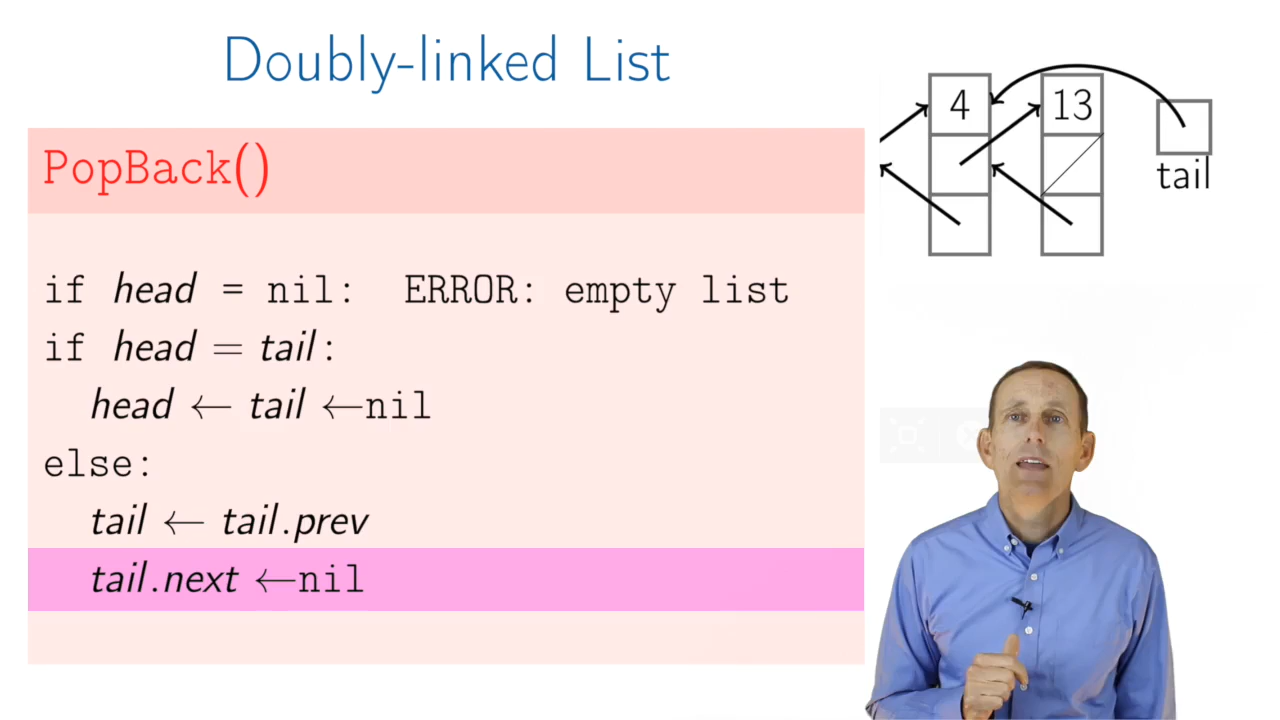 Doubly-linked List
PopBack()
if head = nil: ERROR: empty list
if head = tail:
head ← tail ←nil
else:
tail ← tail.prev
tail.next ←nil
4
13
tail